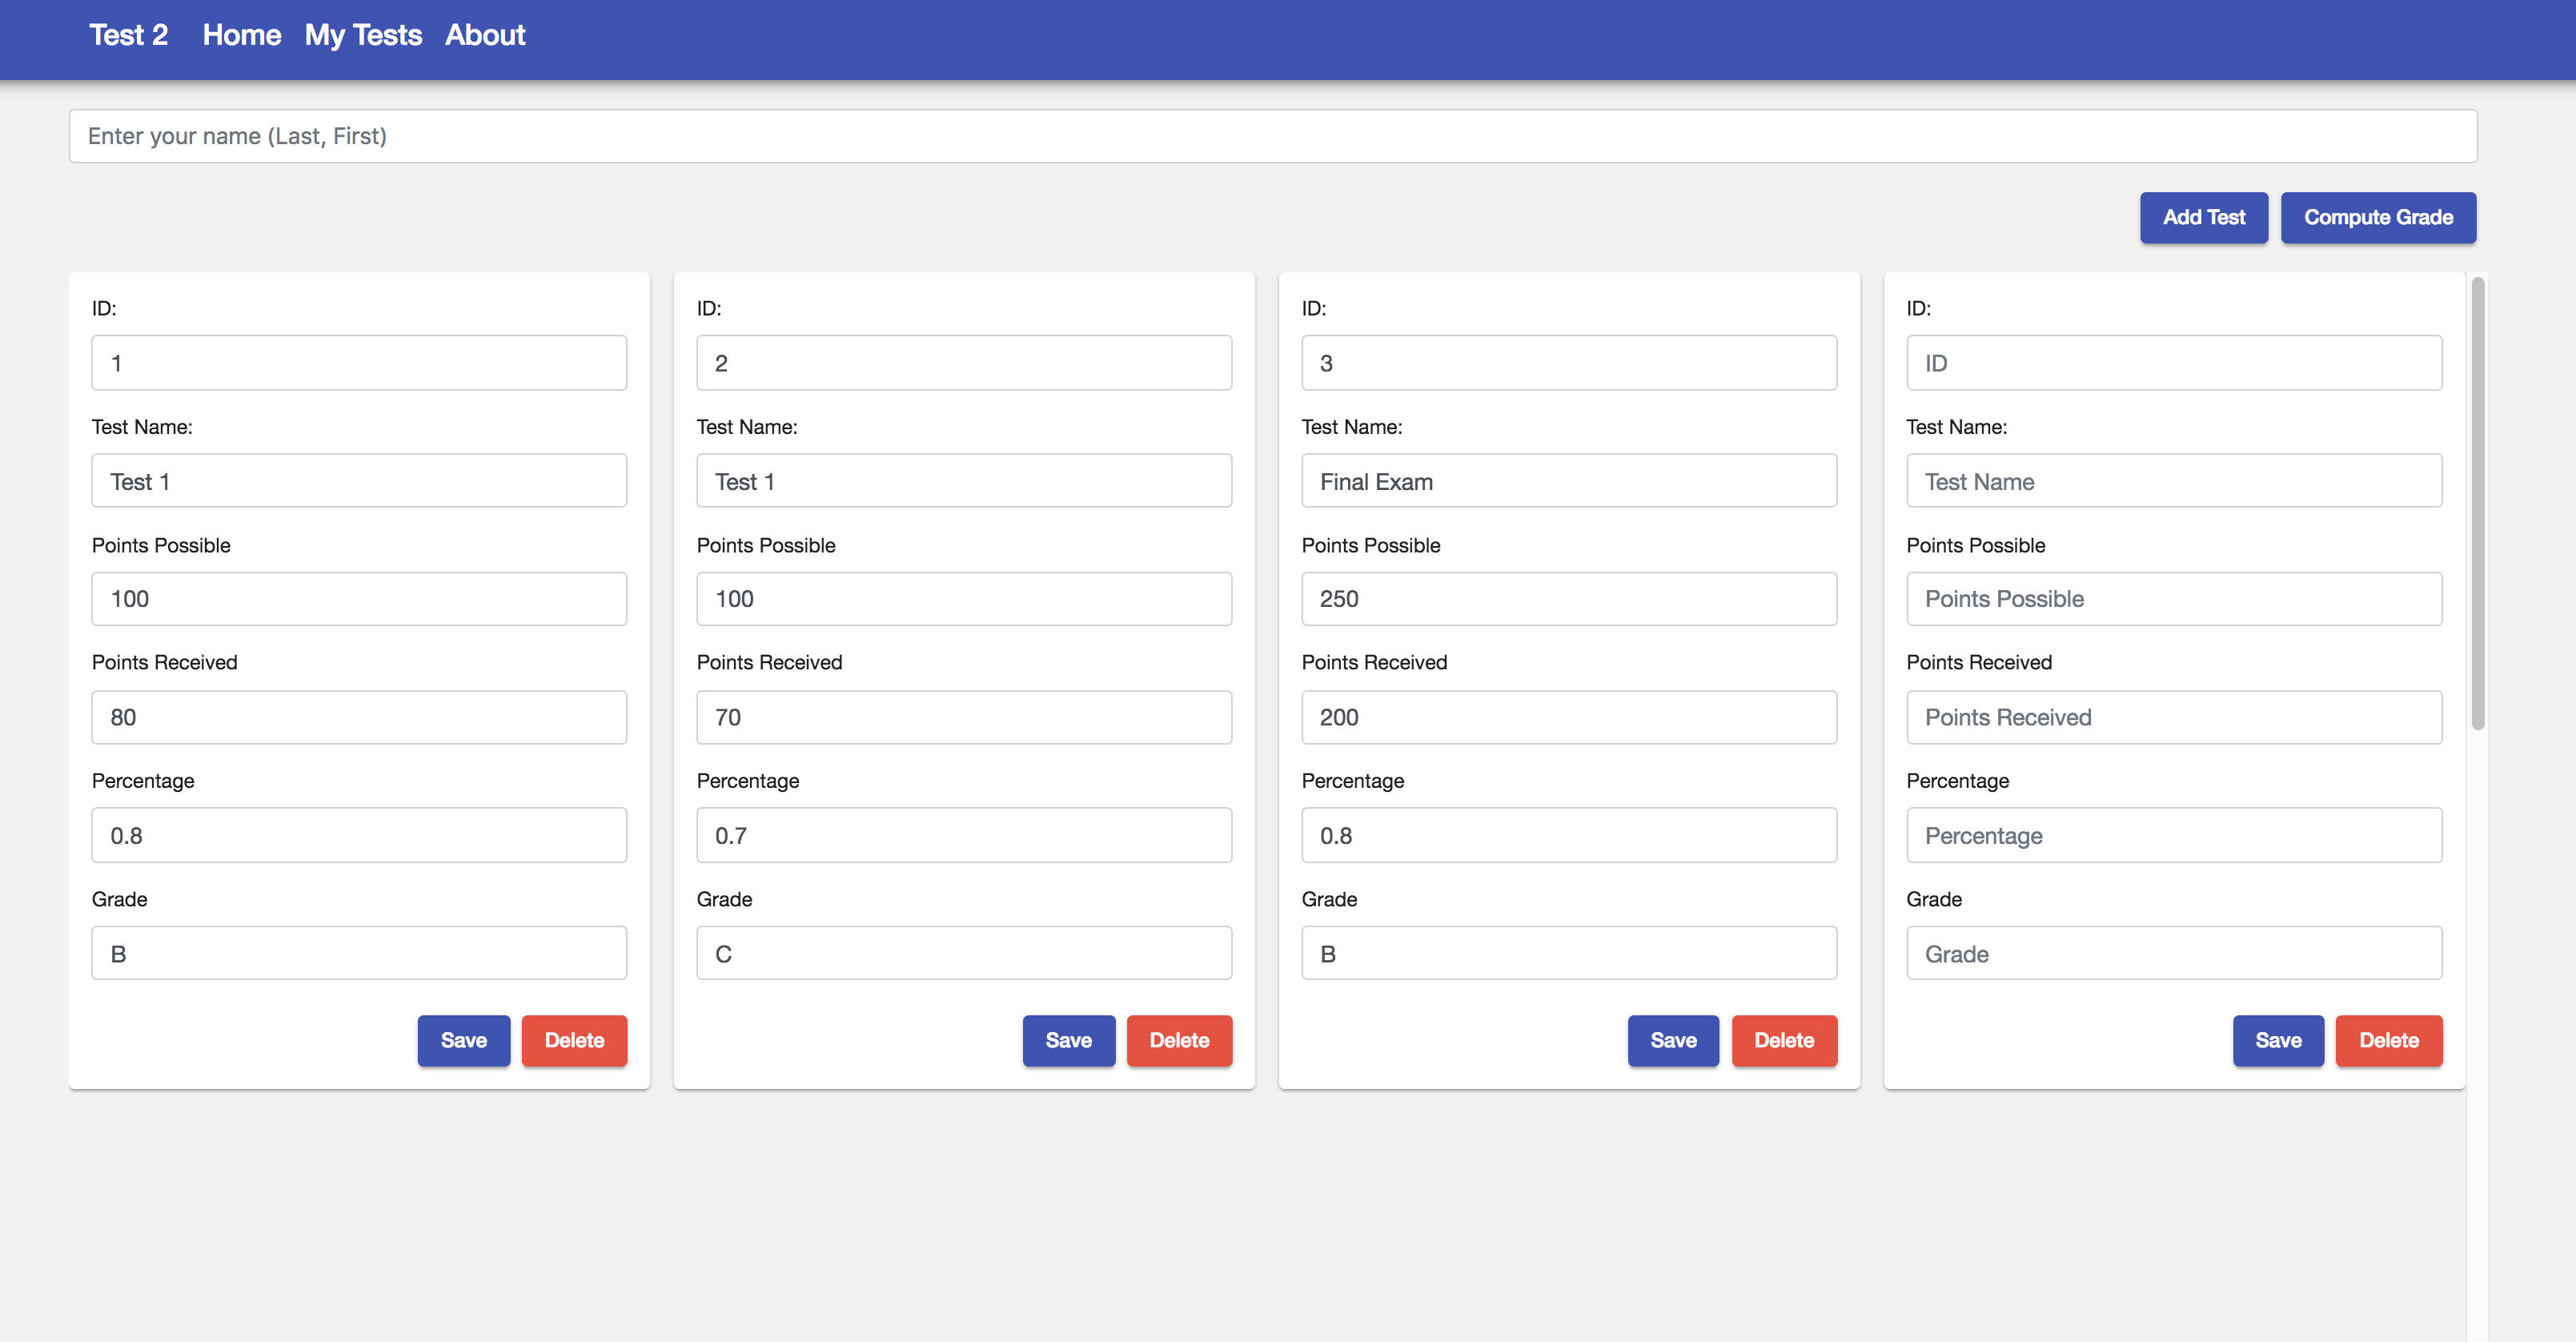 Test 2 Home My Tests About
Enter your name (Last, First)
Add Test Compute Grade
ID:
1
Test Name:
Test 1
Points Possible
100
Points Received
80
Percentage
0.8
Grade
B
Save Delete
ID:
2
Test Name:
Test 1
Points Possible
100
Points Received
70
Percentage
0.7
Grade
C
Save Delete
ID:
3
Test Name:
Final Exam
Points Possible
250
Points Received
200
Percentage
0.8
Grade
B
Save Delete
ID:
ID
Test Name:
Test Name
Points Possible
Points Possible
Points Received
Points Received
Percentage
Percentage
Grade
Grade
Save Delete